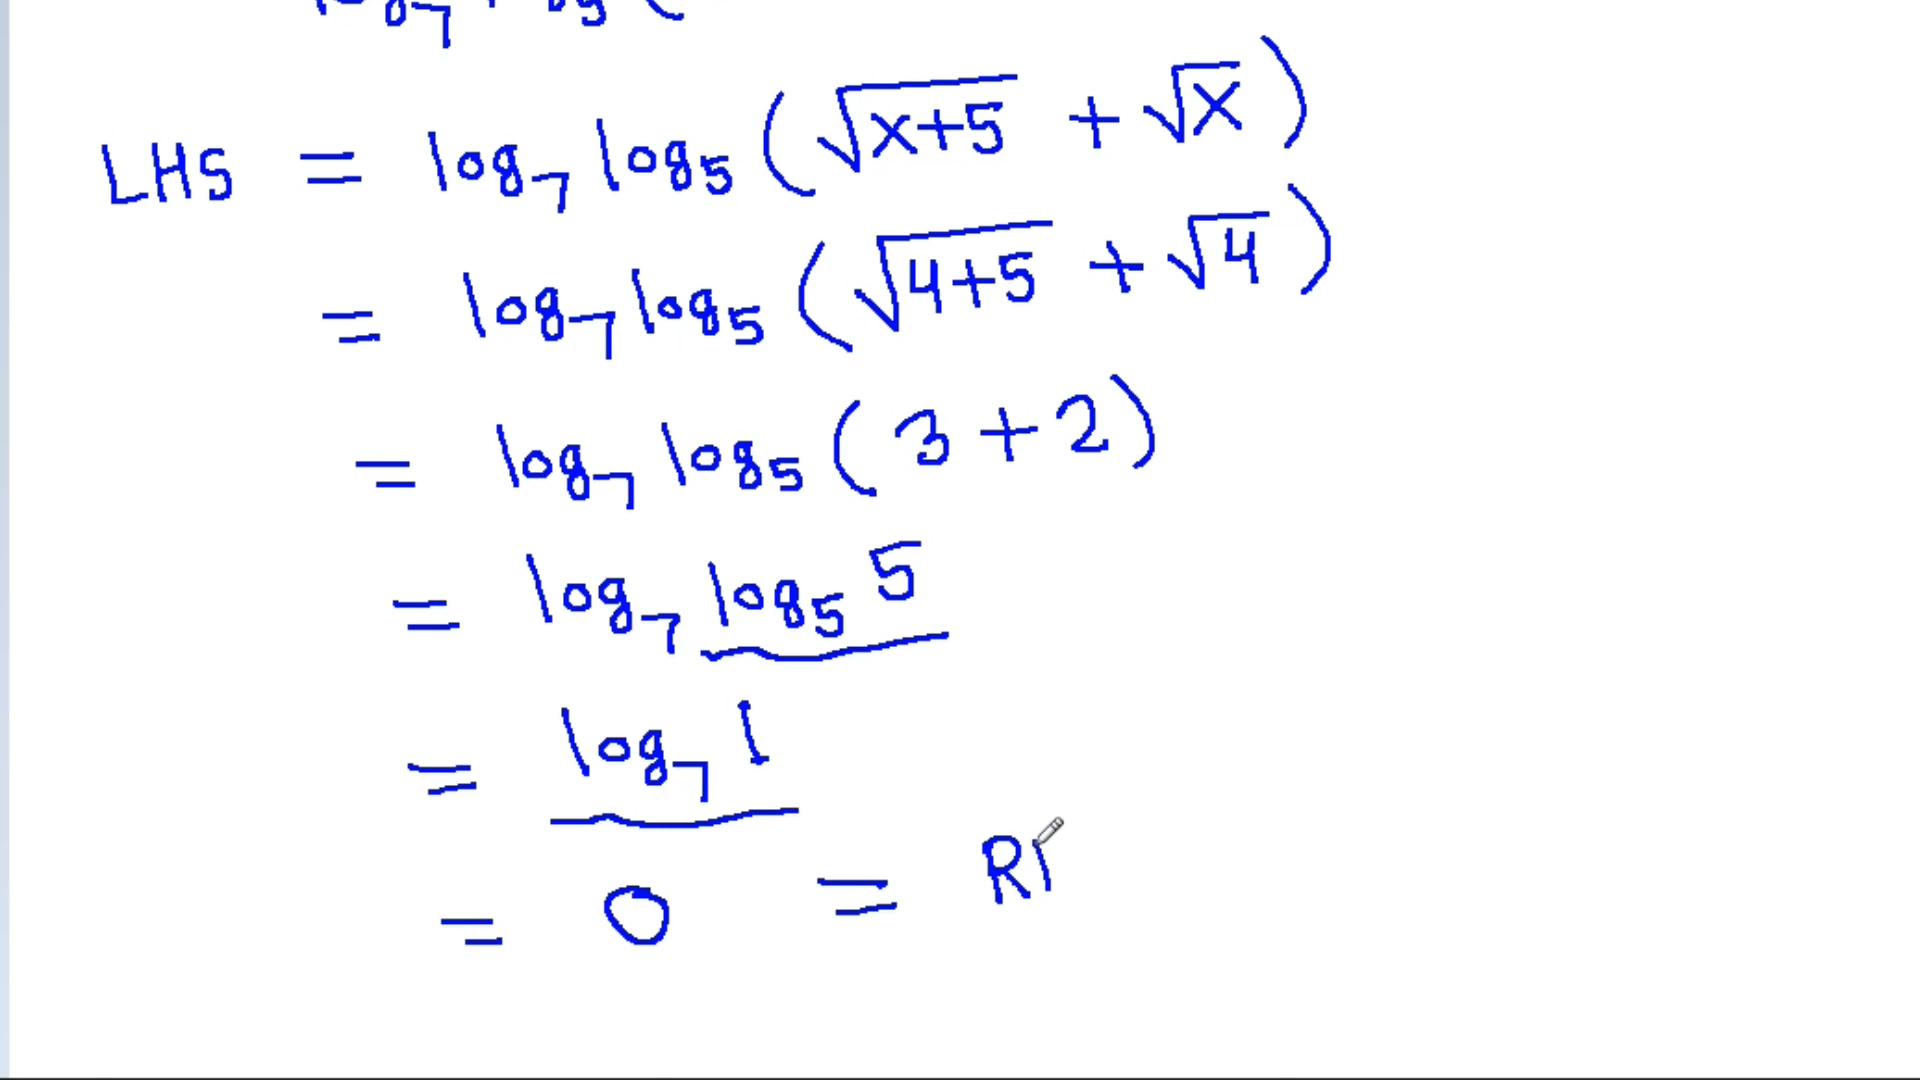 LHS = log₇ log₅ (√(x+5) + √x)
= log₇ log₅ (√(4+5) + √4)
= log₇ log₅ (3 + 2)
= log₇ log₅ 5
= log₇ 1
= 0 =